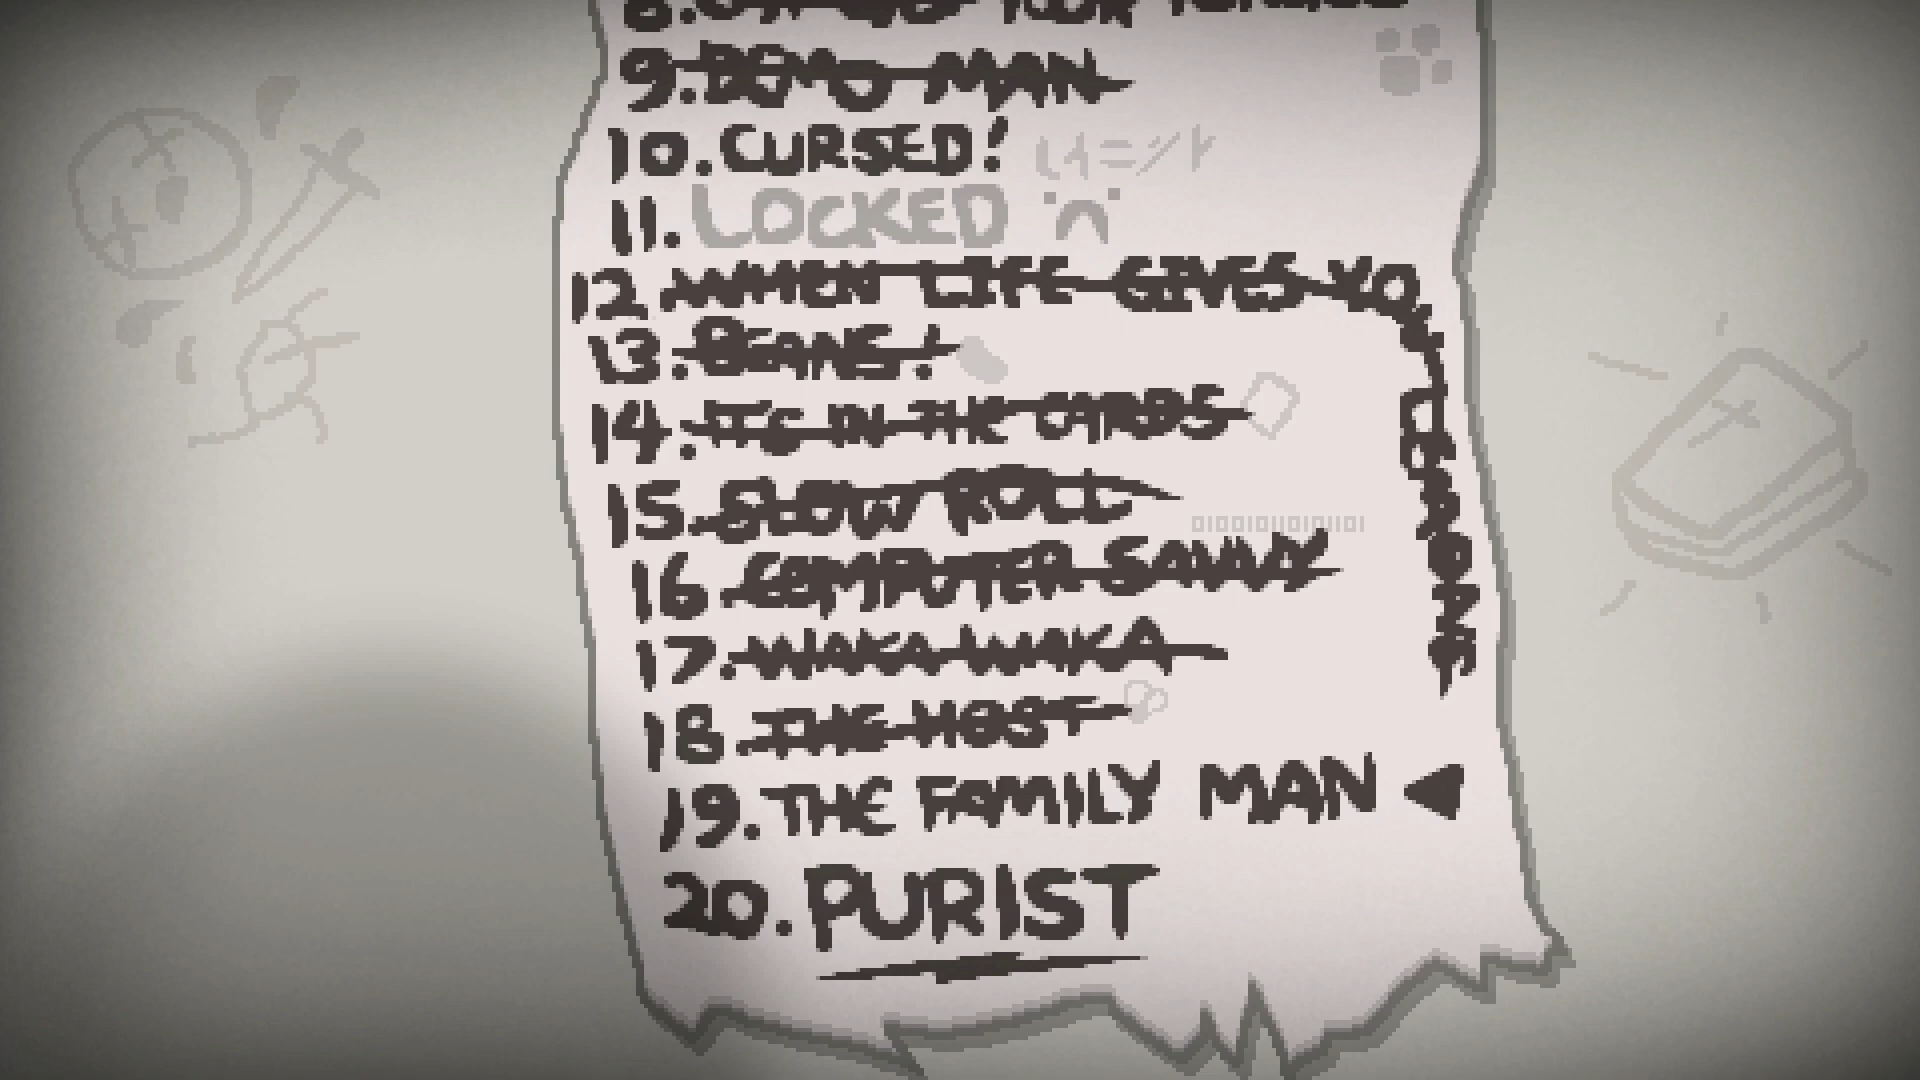 9. DEMO MAN
10. CURSED!
11. LOCKED
12. WHEN LIFE GIVES YOU LEMONS
13. BEANS!
14. IT'S IN THE CARDS
15. SLOW ROLL
16. COMPUTER SAVVY
17. WAKA WAKA
18. THE HOST
19. THE FAMILY MAN
20. PURIST